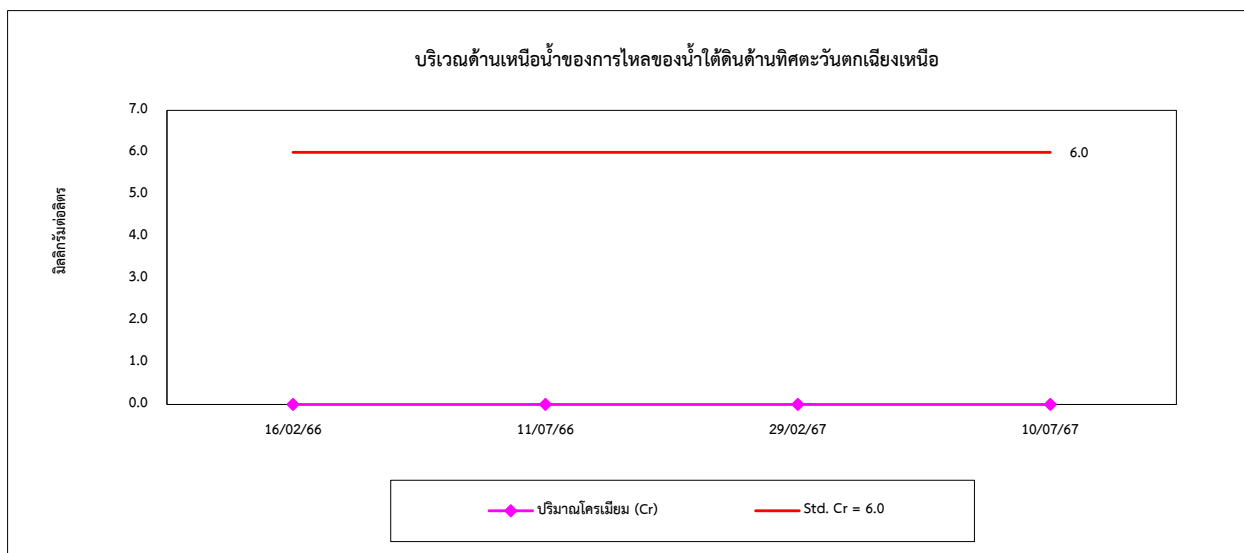 บริเวณด้านเหนือน้ำของการไหลของน้ำใต้ดินด้านทิศตะวันตกเฉียงเหนือ
มิลลิกรัมต่อลิตร
7.0
6.0
5.0
4.0
3.0
2.0
1.0
0.0
6.0
16/02/66 11/07/66 29/02/67 10/07/67
ปริมาณโครเมียม (Cr) Std. Cr = 6.0